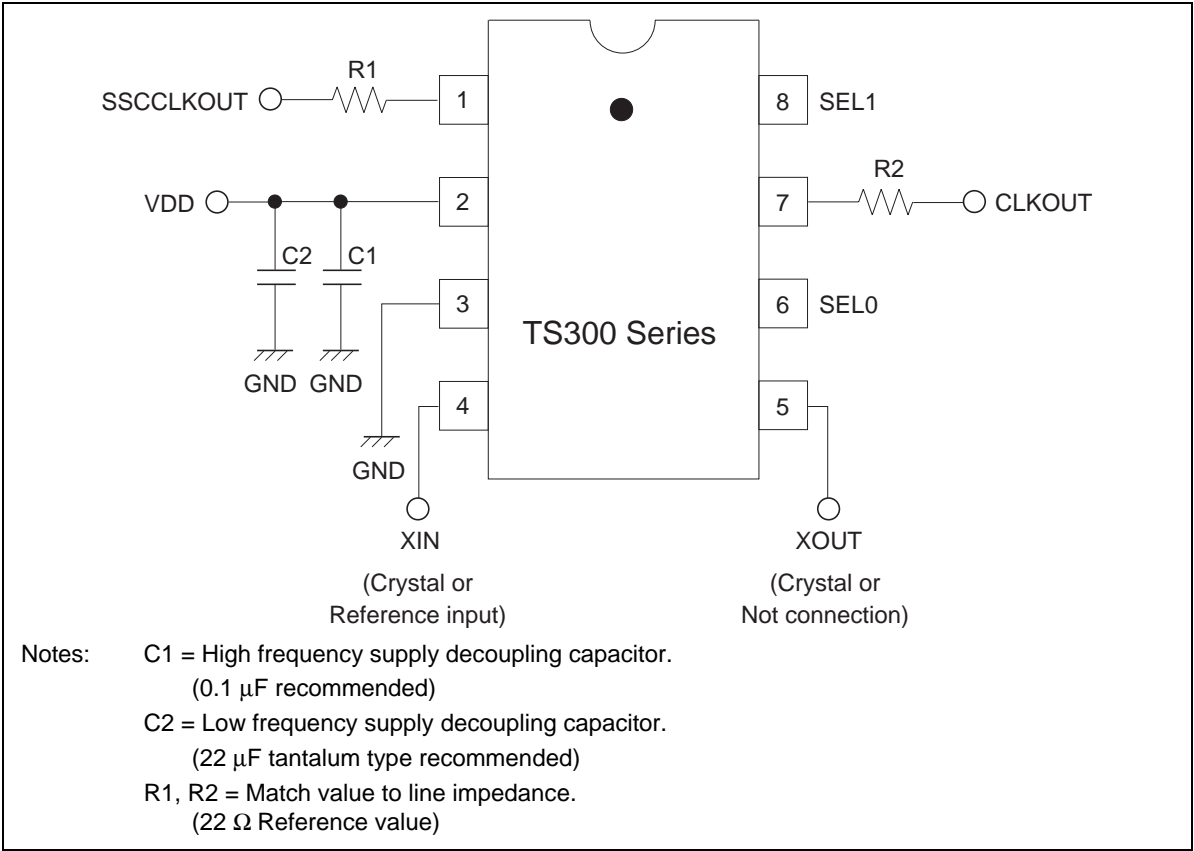 R1
SSCCLKOUT
1
8
SEL1
R2
VDD
2
7
CLKOUT
C2
C1
3
6
SEL0
TS300 Series
GND
GND
4
5
GND
XIN
XOUT
(Crystal or
Reference input)
(Crystal or
Not connection)
Notes:
C1 = High frequency supply decoupling capacitor.
(0.1 μF recommended)
C2 = Low frequency supply decoupling capacitor.
(22 μF tantalum type recommended)
R1, R2 = Match value to line impedance.
(22 Ω Reference value)